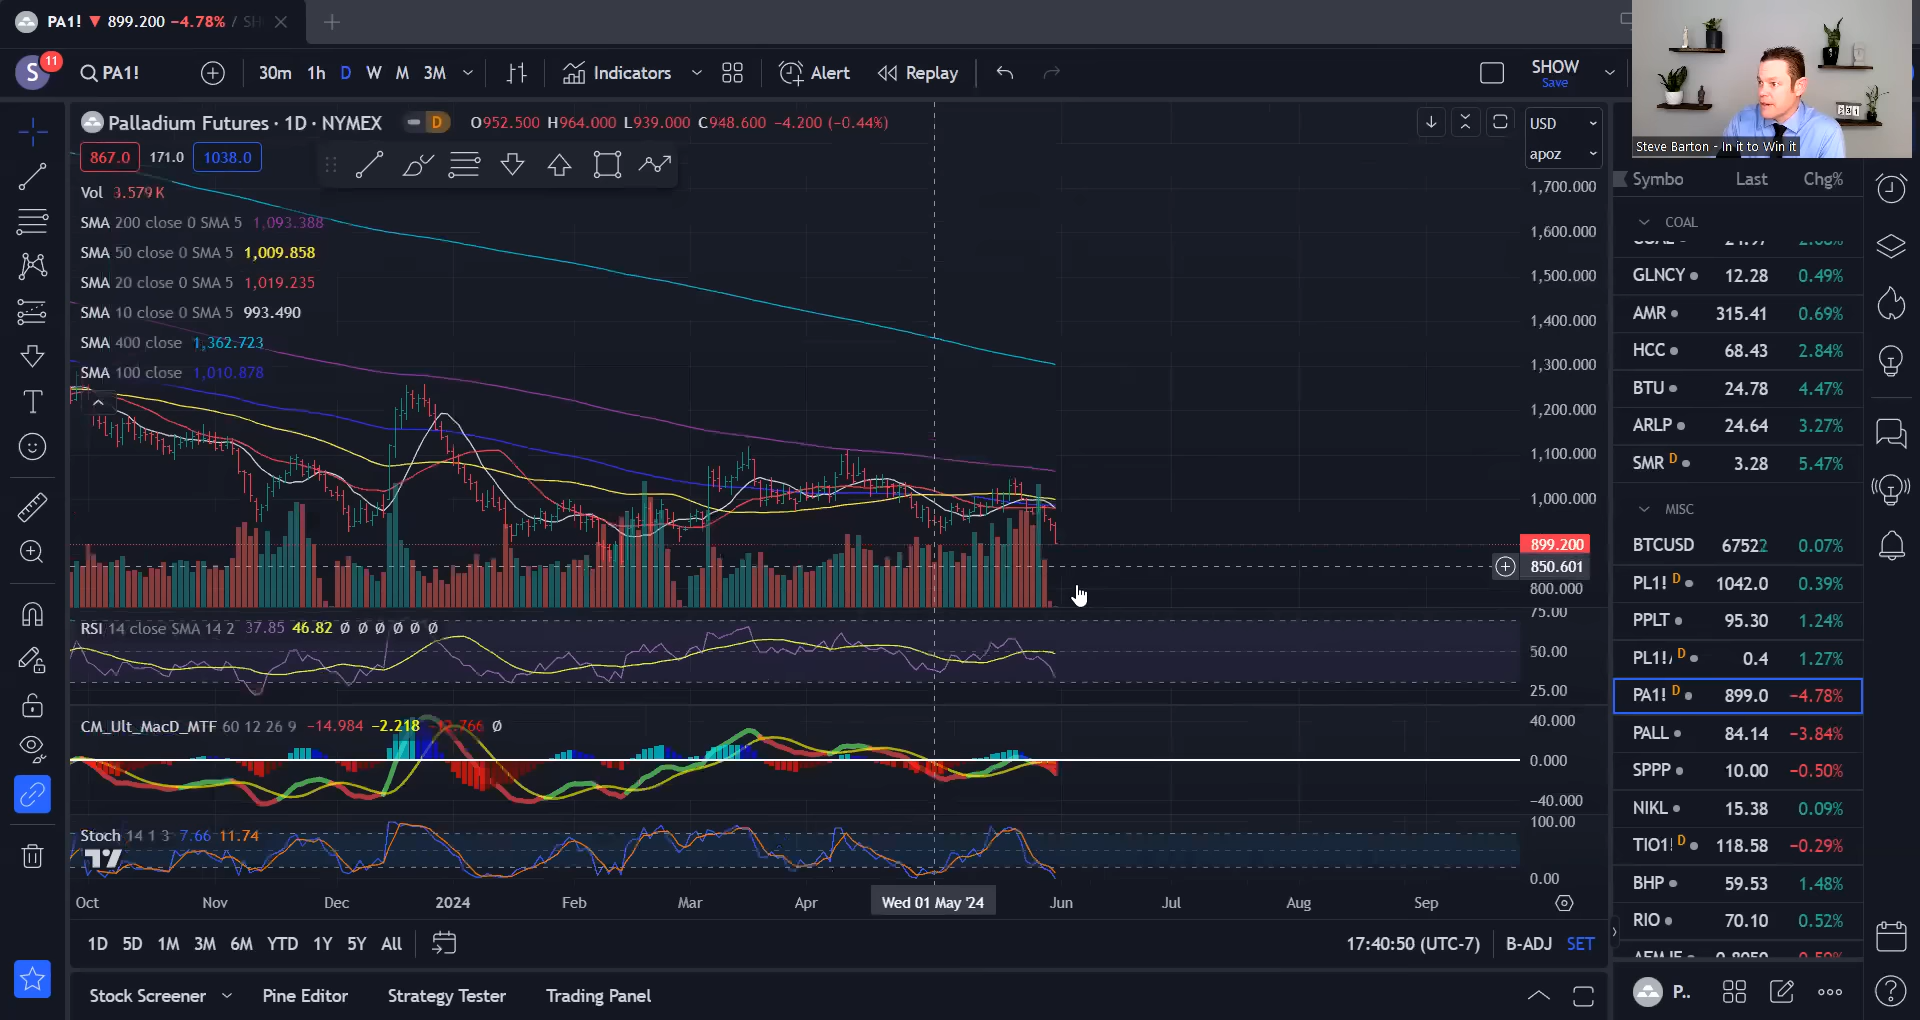 PA1! ▼ 899.200 −4.78% / SH
S 11 PA1! 30m 1h D W M 3M Indicators Alert Replay SHOW
Save
Steve Barton - In it to Win it
Palladium Futures · 1D · NYMEX D O952.500 H964.000 L939.000 C948.600 −4.200 (−0.44%)
USD
apoz
867.0 171.0 1038.0
Vol 3.579K
SMA 200 close 0 SMA 5 1,093.388
SMA 50 close 0 SMA 5 1,009.858
SMA 20 close 0 SMA 5 1,019.235
SMA 10 close 0 SMA 5 993.490
SMA 400 close 1,362.723
SMA 100 close 1,010.878
1,700.000
1,600.000
1,500.000
1,400.000
1,300.000
1,200.000
1,100.000
1,000.000
899.200
850.601
800.000
RSI 14 close SMA 14 2 37.85 46.82 Ø Ø Ø Ø Ø Ø
75.00
50.00
25.00
CM_Ult_MacD_MTF 60 12 26 9 −14.984 −2.218 Ø
40.000
0.000
−40.000
Stoch 14 1 3 7.66 11.74
100.00
0.00
Oct Nov Dec 2024 Feb Mar Apr Wed 01 May '24 Jun Jul Aug Sep
1D 5D 1M 3M 6M YTD 1Y 5Y All 17:40:50 (UTC-7) B-ADJ SET
Stock Screener Pine Editor Strategy Tester Trading Panel
Symbo Last Chg%
COAL
GLNCY 12.28 0.49%
AMR 315.41 0.69%
HCC 68.43 2.84%
BTU 24.78 4.47%
ARLP 24.64 3.27%
SMR D 3.28 5.47%
MISC
BTCUSD 67522 0.07%
PL1! D 1042.0 0.39%
PPLT 95.30 1.24%
PL1!/ D 0.4 1.27%
PA1! D 899.0 −4.78%
PALL 84.14 −3.84%
SPPP 10.00 −0.50%
NIKL 15.38 0.09%
TIO1! D 118.58 −0.29%
BHP 59.53 1.48%
RIO 70.10 0.52%
P..